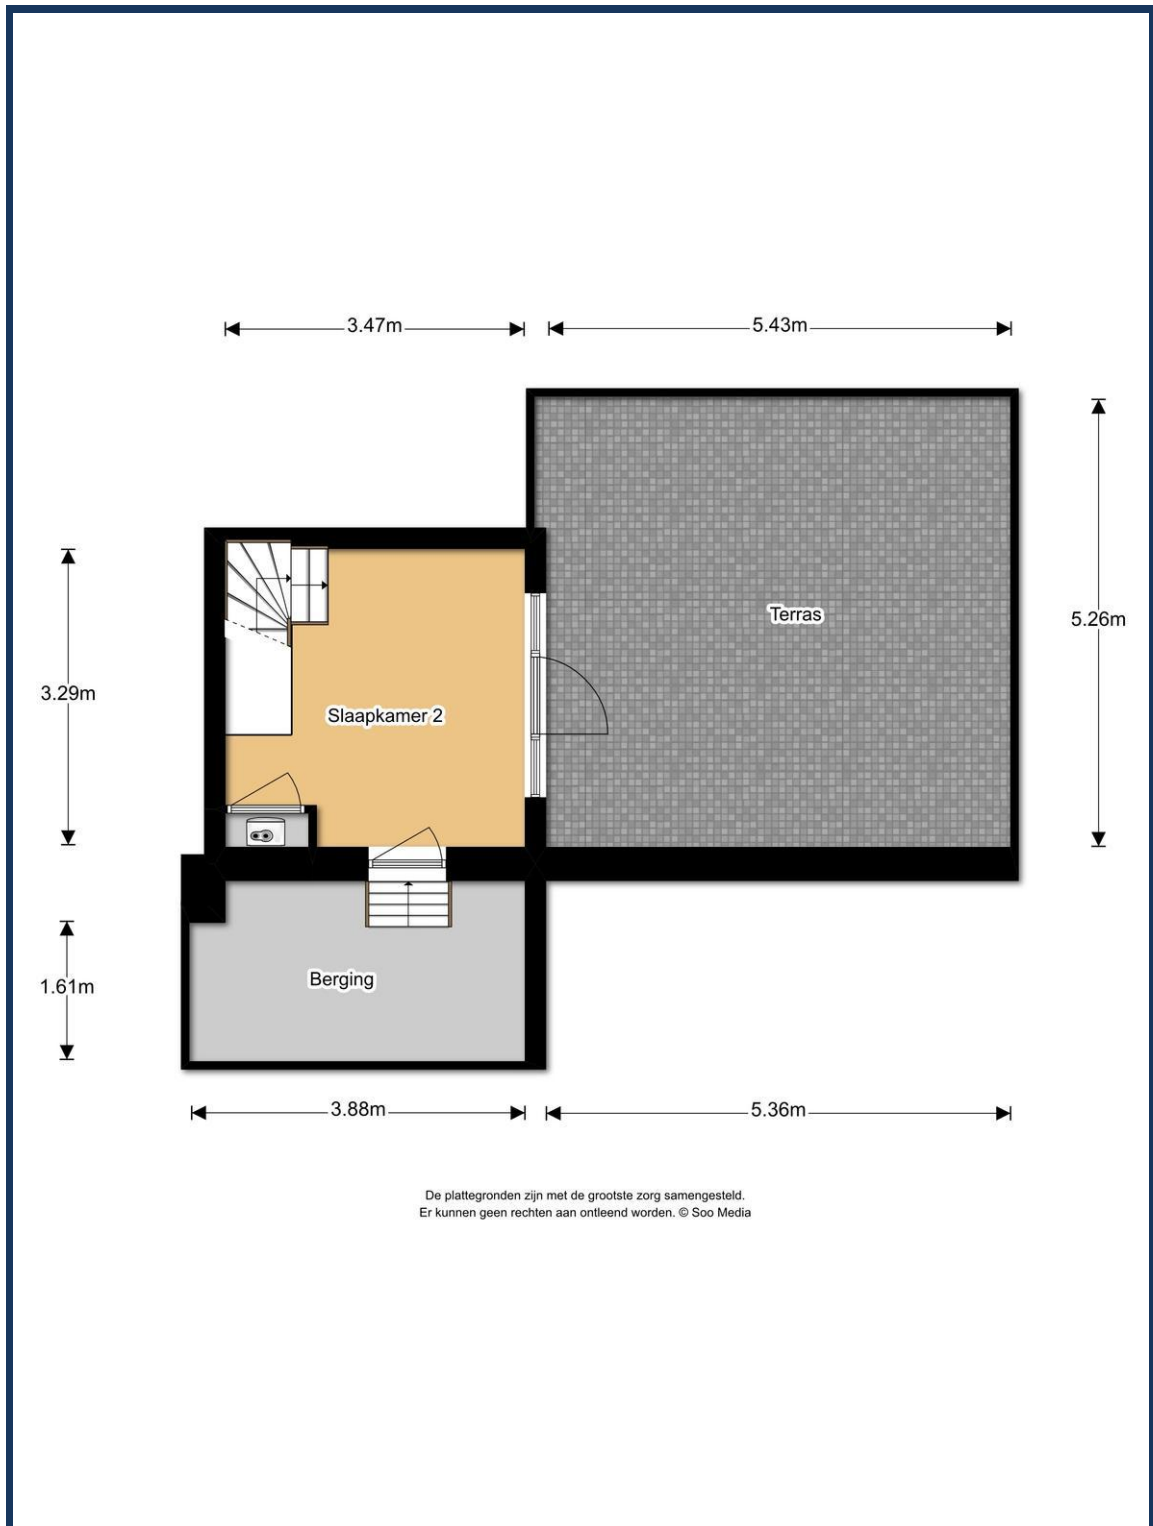 3.47m
5.43m
5.26m
Terras
3.29m
Slaapkamer 2
Berging
1.61m
3.88m
5.36m
De plattegronden zijn met de grootste zorg samengesteld.
Er kunnen geen rechten aan ontleend worden. © Soo Media